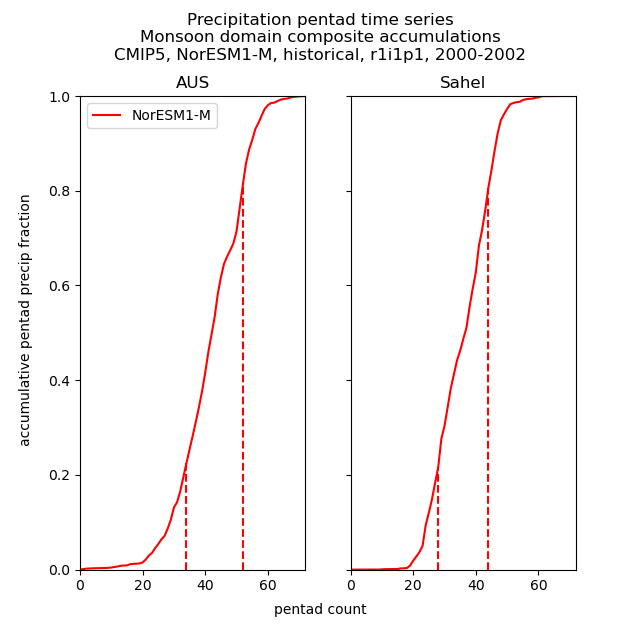 Precipitation pentad time series
Monsoon domain composite accumulations
CMIP5, NorESM1-M, historical, r1i1p1, 2000-2002
AUS
Sahel
NorESM1-M
accumulative pentad precip fraction
1.0
0.8
0.6
0.4
0.2
0.0
0 20 40 60
0 20 40 60
pentad count